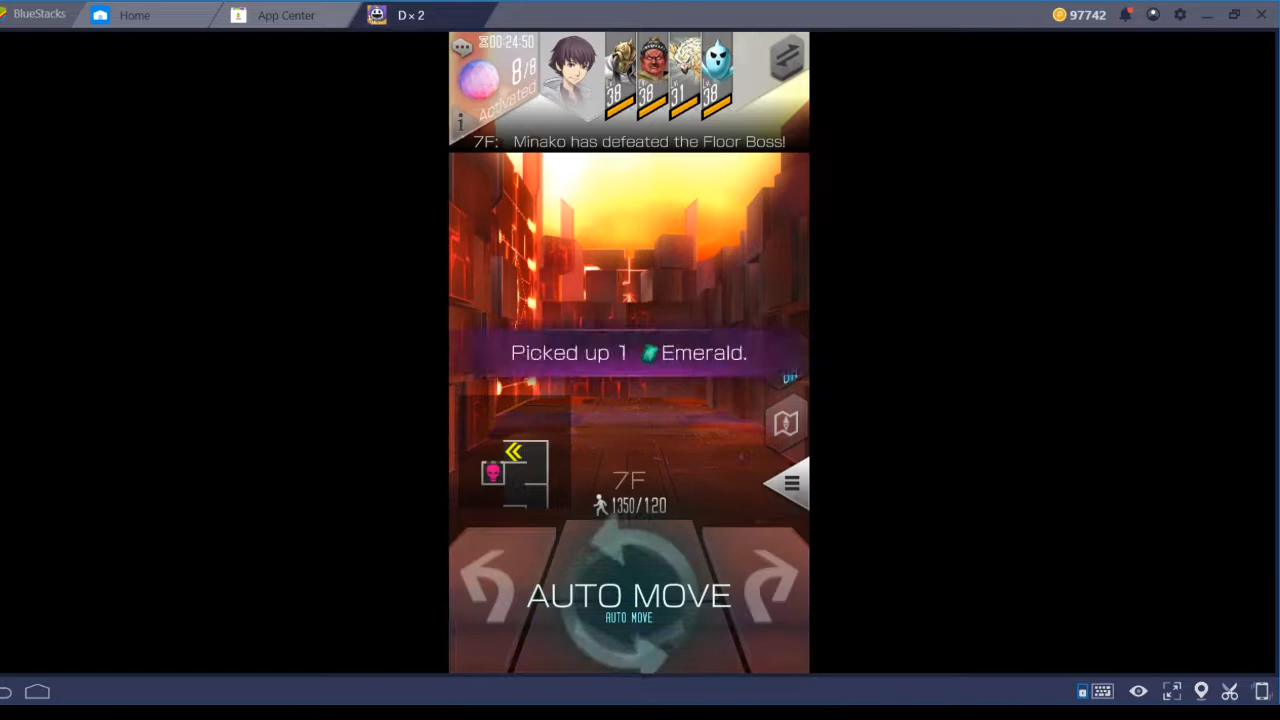 BlueStacks
Home
App Center
D×2
97742
00:24:50
8/8
Activated
i
38
38
31
38
7F: Minako has defeated the Floor Boss!
Picked up 1 Emerald.
7F
1350/120
AUTO MOVE
AUTO MOVE